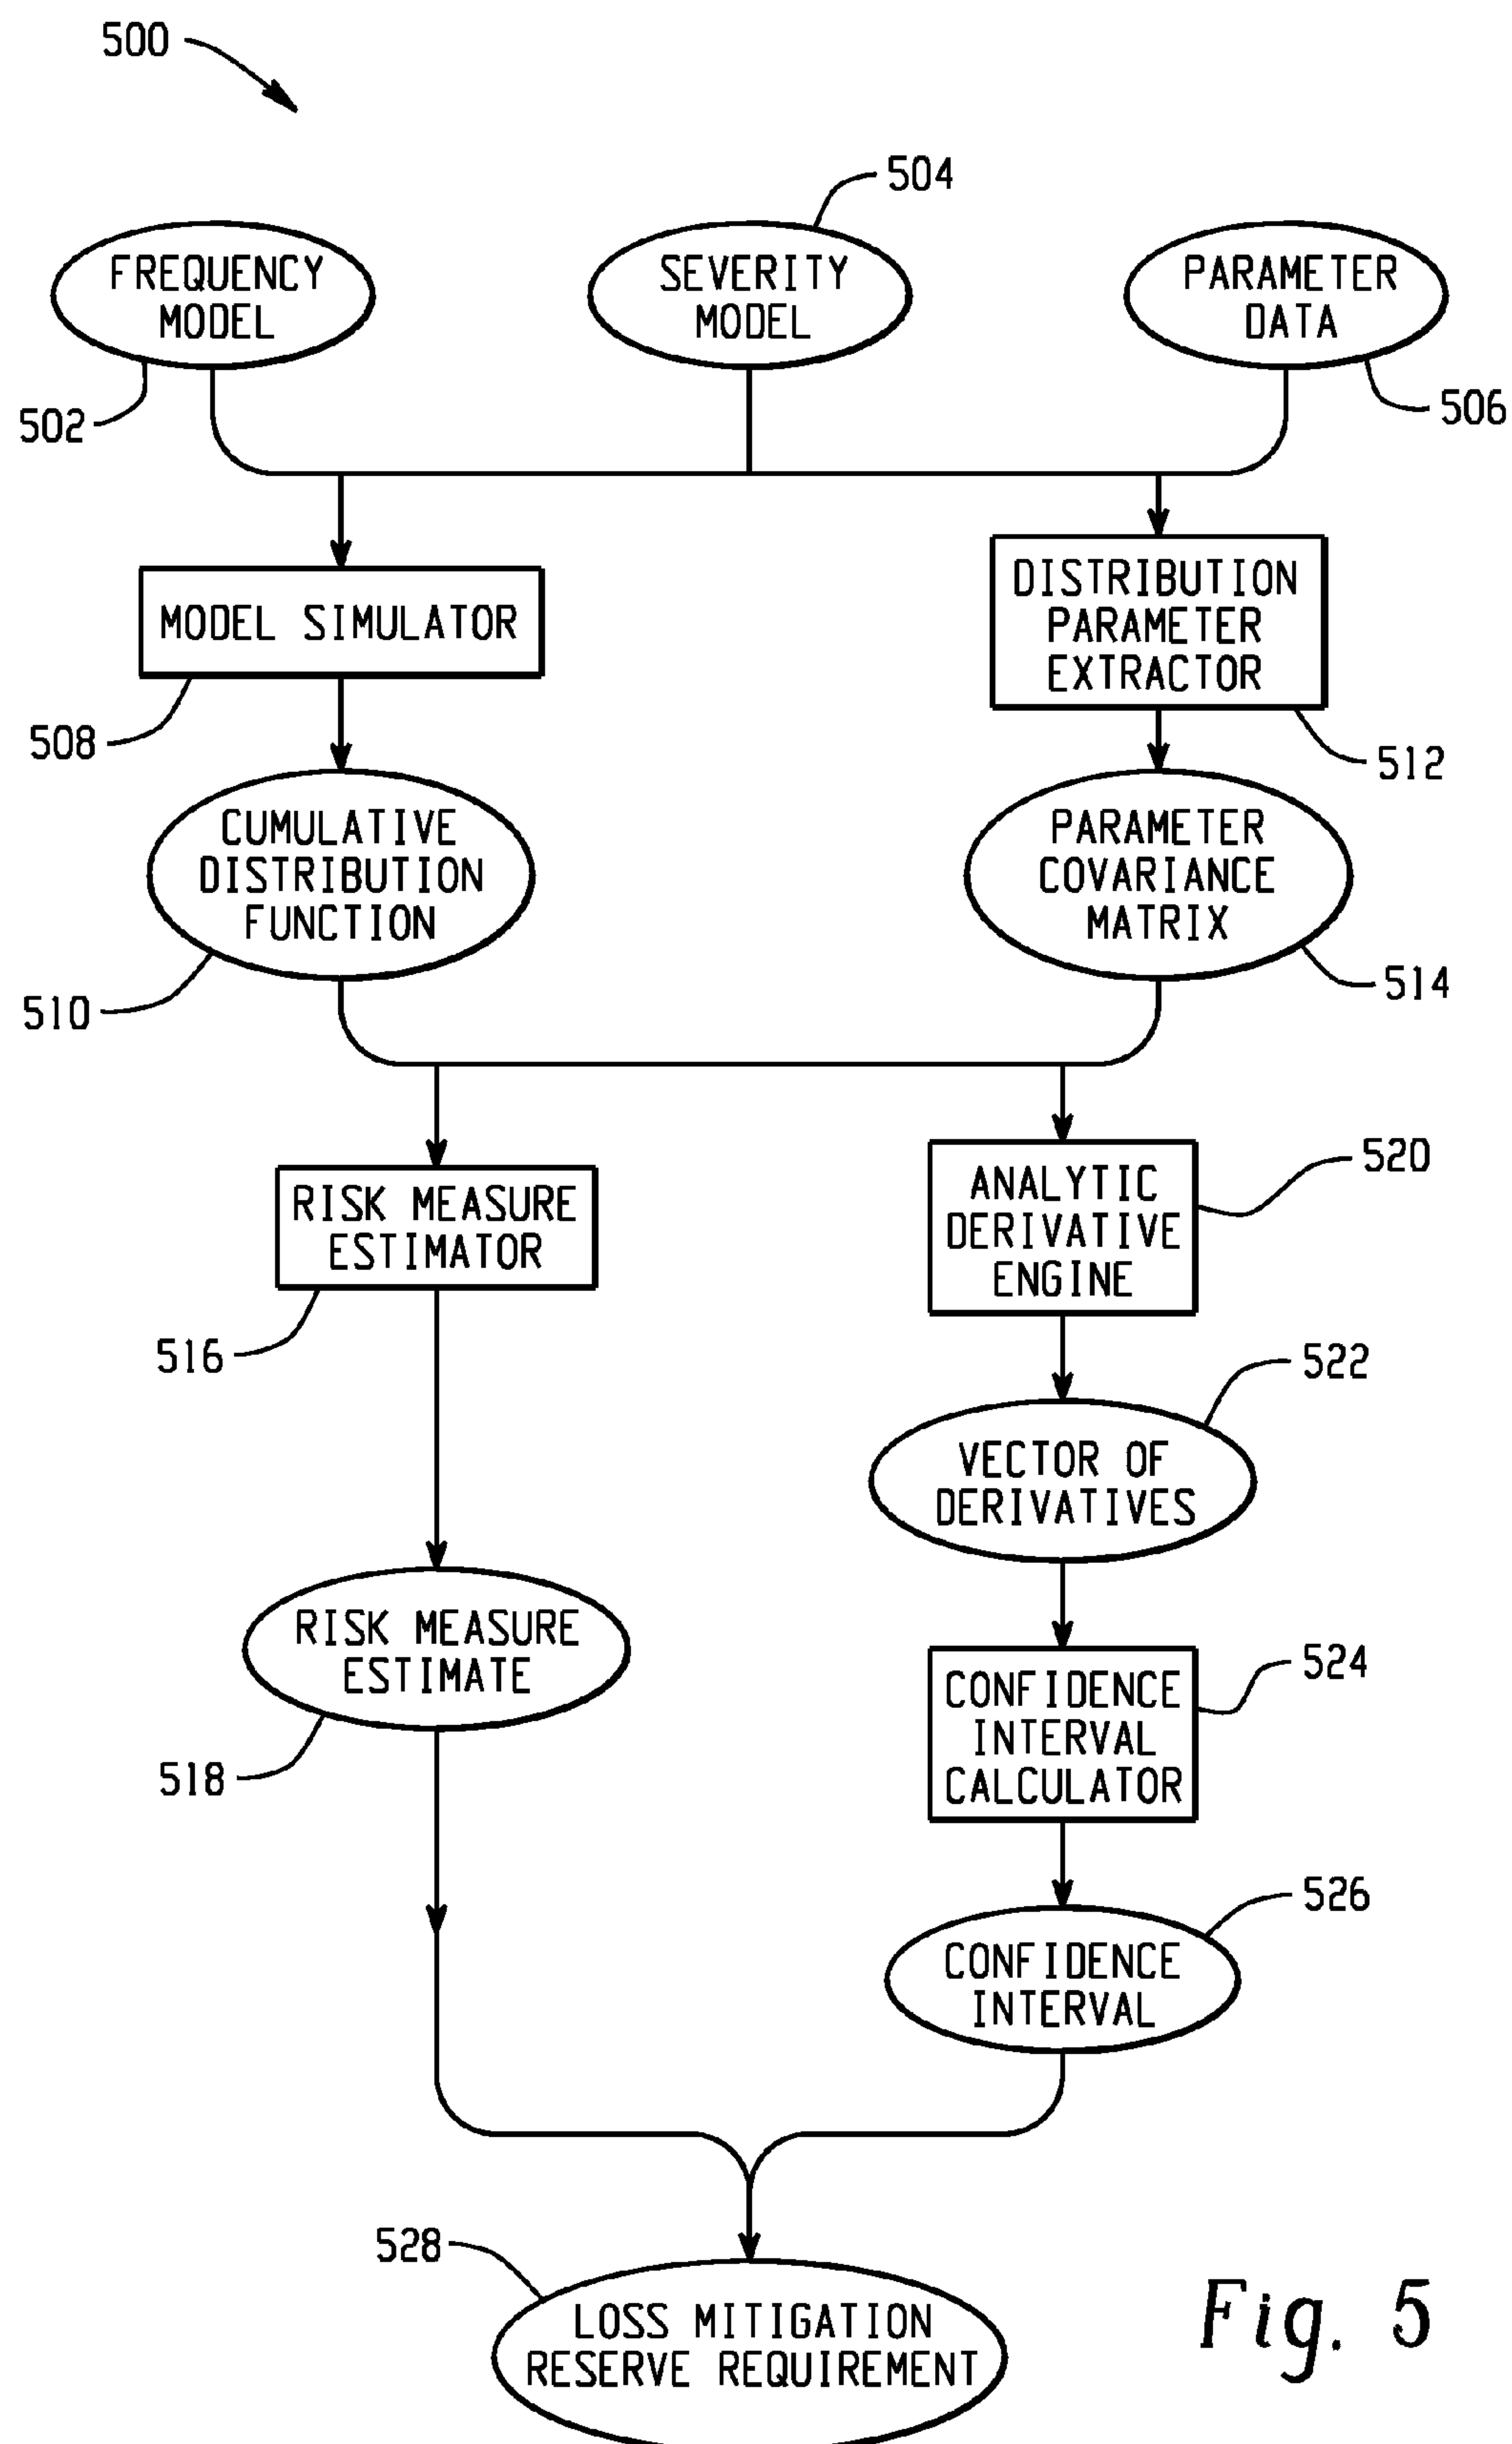 500
504
FREQUENCY
MODEL
SEVERITY
MODEL
PARAMETER
DATA
502
506
MODEL SIMULATOR
DISTRIBUTION
PARAMETER
EXTRACTOR
508
512
CUMULATIVE
DISTRIBUTION
FUNCTION
PARAMETER
COVARIANCE
MATRIX
510
514
RISK MEASURE
ESTIMATOR
ANALYTIC
DERIVATIVE
ENGINE
520
516
522
VECTOR OF
DERIVATIVES
RISK MEASURE
ESTIMATE
518
524
CONFIDENCE
INTERVAL
CALCULATOR
526
CONFIDENCE
INTERVAL
528
LOSS MITIGATION
RESERVE REQUIREMENT
Fig. 5